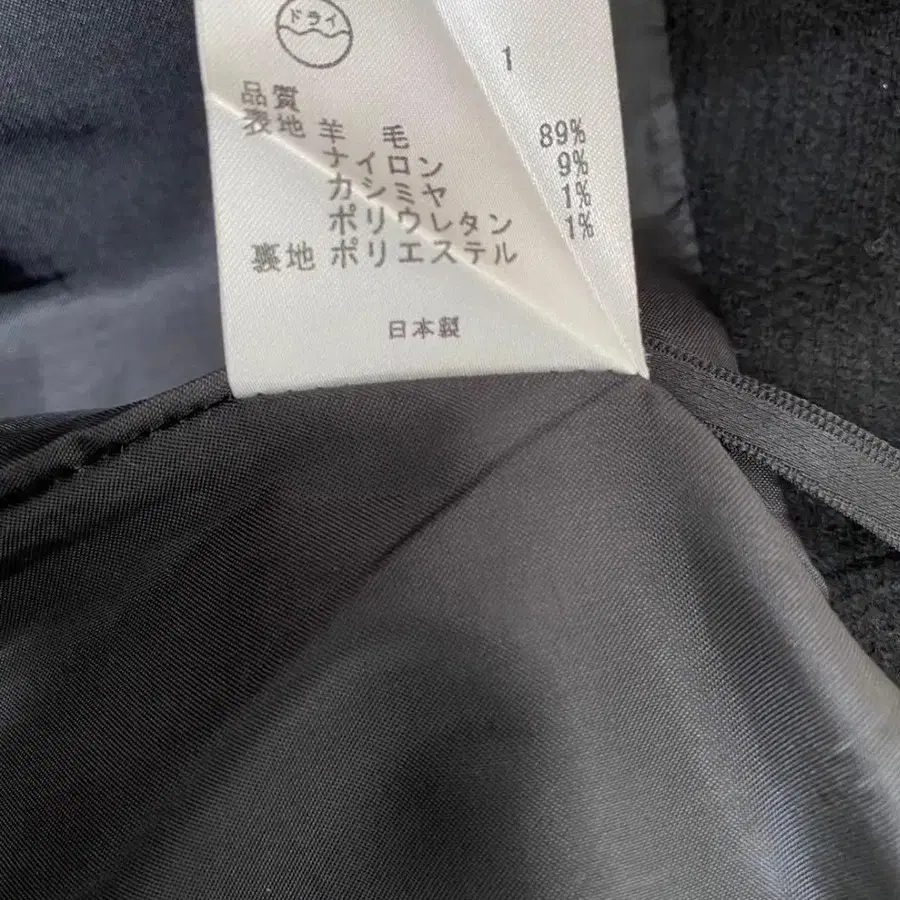 ドライ
1
品質
表地 羊 毛 89%
ナイロン 9%
カシミヤ 1%
ポリウレタン 1%
裏地 ポリエステル
日本製